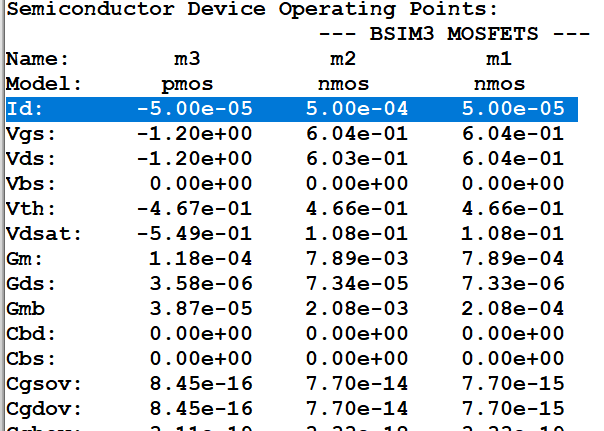 Semiconductor Device Operating Points:
--- BSIM3 MOSFETS ---
Name: m3 m2 m1
Model: pmos nmos nmos
Id: -5.00e-05 5.00e-04 5.00e-05
Vgs: -1.20e+00 6.04e-01 6.04e-01
Vds: -1.20e+00 6.03e-01 6.04e-01
Vbs: 0.00e+00 0.00e+00 0.00e+00
Vth: -4.67e-01 4.66e-01 4.66e-01
Vdsat: -5.49e-01 1.08e-01 1.08e-01
Gm: 1.18e-04 7.89e-03 7.89e-04
Gds: 3.58e-06 7.34e-05 7.33e-06
Gmb 3.87e-05 2.08e-03 2.08e-04
Cbd: 0.00e+00 0.00e+00 0.00e+00
Cbs: 0.00e+00 0.00e+00 0.00e+00
Cgsov: 8.45e-16 7.70e-14 7.70e-15
Cgdov: 8.45e-16 7.70e-14 7.70e-15